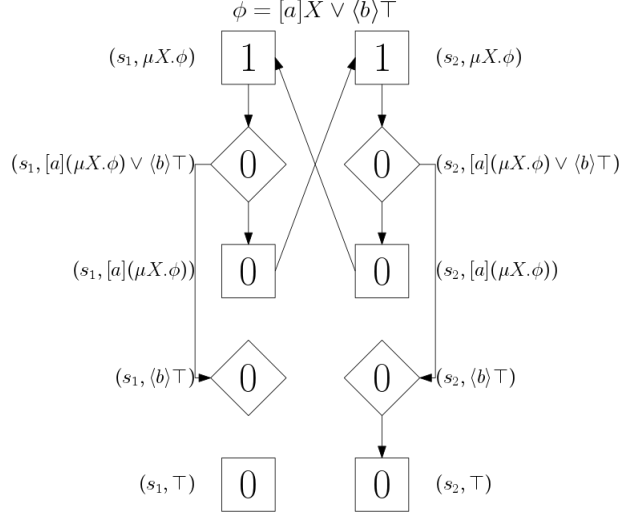 ϕ = [a]X ∨ ⟨b⟩⊤
(s₁, μX.ϕ) 1 1 (s₂, μX.ϕ)
(s₁, [a](μX.ϕ) ∨ ⟨b⟩⊤) 0 0 (s₂, [a](μX.ϕ) ∨ ⟨b⟩⊤)
(s₁, [a](μX.ϕ)) 0 0 (s₂, [a](μX.ϕ))
(s₁, ⟨b⟩⊤) 0 0 (s₂, ⟨b⟩⊤)
(s₁, ⊤) 0 0 (s₂, ⊤)